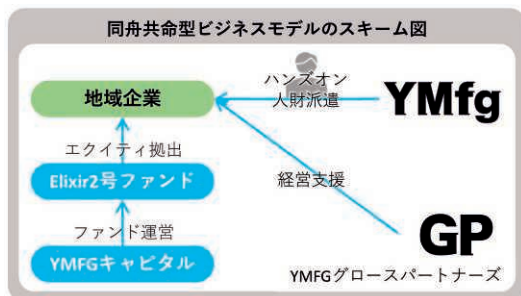 同舟共命型ビジネスモデルのスキーム図
地域企業
ハンズオン
人財派遣
YMfg
エクイティ拠出
Elixir2号ファンド
経営支援
ファンド運営
YMFGキャピタル
GP
YMFGグロースパートナーズ